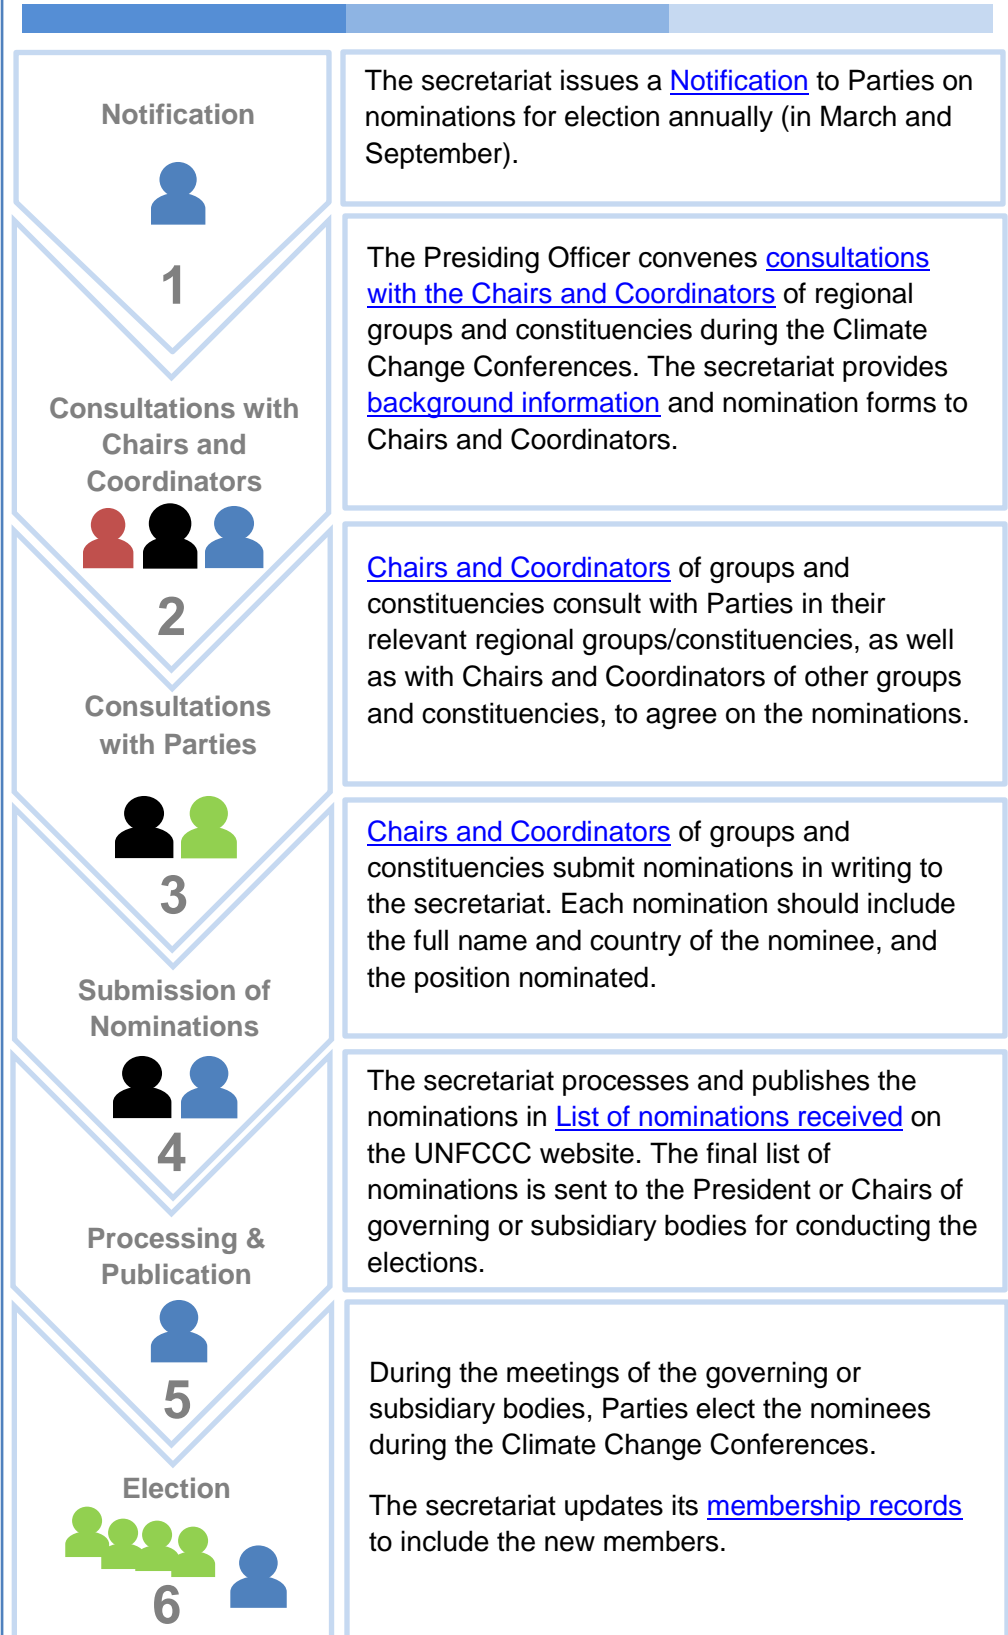 Notification
1
The secretariat issues a Notification to Parties on
nominations for election annually (in March and
September).
Consultations with
Chairs and
Coordinators
2
The Presiding Officer convenes consultations
with the Chairs and Coordinators of regional
groups and constituencies during the Climate
Change Conferences. The secretariat provides
background information and nomination forms to
Chairs and Coordinators.
Consultations
with Parties
3
Chairs and Coordinators of groups and
constituencies consult with Parties in their
relevant regional groups/constituencies, as well
as with Chairs and Coordinators of other groups
and constituencies, to agree on the nominations.
Submission of
Nominations
4
Chairs and Coordinators of groups and
constituencies submit nominations in writing to
the secretariat. Each nomination should include
the full name and country of the nominee, and
the position nominated.
Processing &
Publication
5
The secretariat processes and publishes the
nominations in List of nominations received on
the UNFCCC website. The final list of
nominations is sent to the President or Chairs of
governing or subsidiary bodies for conducting the
elections.
Election
6
During the meetings of the governing or
subsidiary bodies, Parties elect the nominees
during the Climate Change Conferences.
The secretariat updates its membership records
to include the new members.